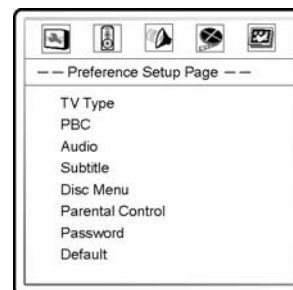 -- Preference Setup Page --
TV Type
PBC
Audio
Subtitle
Disc Menu
Parental Control
Password
Default